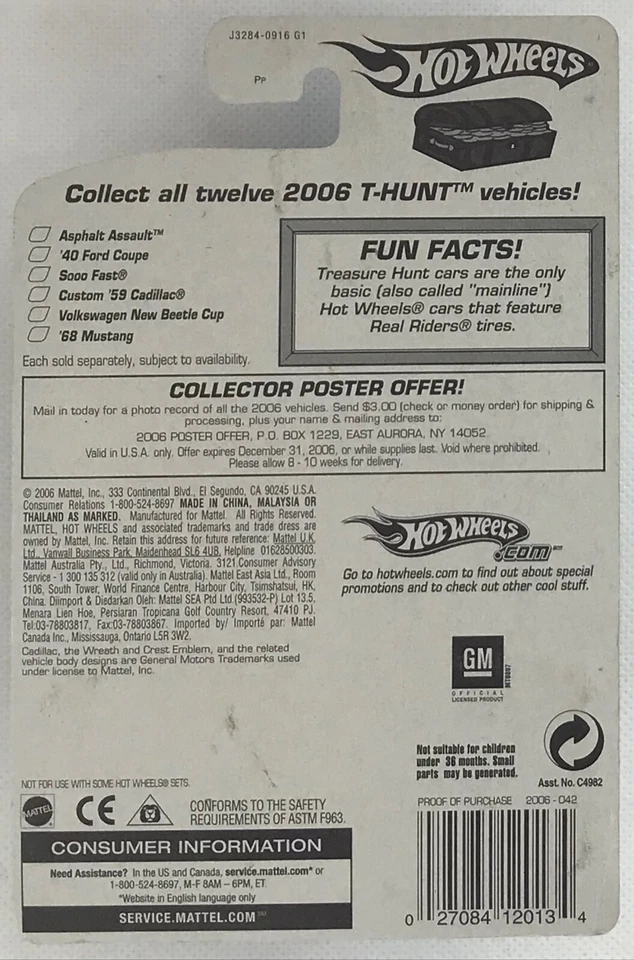 J3284-0916 G1
PP
HOT WHEELS
Collect all twelve 2006 T-HUNT™ vehicles!
Asphalt Assault™
'40 Ford Coupe
Sooo Fast®
Custom '59 Cadillac®
Volkswagen New Beetle Cup
'68 Mustang
Each sold separately, subject to availability.
FUN FACTS!
Treasure Hunt cars are the only
basic (also called "mainline")
Hot Wheels® cars that feature
Real Riders® tires.
COLLECTOR POSTER OFFER!
Mail in today for a photo record of all the 2006 vehicles. Send $3.00 (check or money order) for shipping &
processing, plus your name & mailing address to:
2006 POSTER OFFER, P.O. BOX 1229, EAST AURORA, NY 14052
Valid in U.S.A. only. Offer expires December 31, 2006, or while supplies last. Void where prohibited.
Please allow 8 - 10 weeks for delivery.
© 2006 Mattel, Inc., 333 Continental Blvd., El Segundo, CA 90245 U.S.A.
Consumer Relations 1-800-524-8697 MADE IN CHINA, MALAYSIA OR
THAILAND AS MARKED. Manufactured for Mattel. All Rights Reserved.
MATTEL, HOT WHEELS and associated trademarks and trade dress are
owned by Mattel, Inc. Retain this address for future reference: Mattel U.K.
Ltd., Vanwall Business Park, Maidenhead SL6 4UB, Helpline 01628500303.
Mattel Australia Pty., Ltd., Richmond, Victoria. 3121.Consumer Advisory
Service - 1 300 135 312 (valid only in Australia). Mattel East Asia Ltd., Room
1106, South Tower, World Finance Centre, Harbour City, Tsimshatsui, HK,
China. Diimport & Diedarkan Oleh: Mattel SEA Ptd Ltd.(993532-P) Lot 13.5,
Menara Lien Hoe, Persiaran Tropicana Golf Country Resort, 47410 PJ.
Tel:03-78803817, Fax:03-78803867. Imported by/ Importé par: Mattel
Canada Inc., Mississauga, Ontario L5R 3W2.
Cadillac, the Wreath and Crest Emblem, and the related
vehicle body designs are General Motors Trademarks used
under license to Mattel, Inc.
HOT WHEELS
.COM
Go to hotwheels.com to find out about special
promotions and to check out other cool stuff.
GM
OFFICIAL
LICENSED PRODUCT
Not suitable for children
under 36 months. Small
parts may be generated.
Asst. No. C4982
NOT FOR USE WITH SOME HOT WHEELS® SETS.
MATTEL
CE
CONFORMS TO THE SAFETY
REQUIREMENTS OF ASTM F963.
PROOF OF PURCHASE 2006-042
CONSUMER INFORMATION
Need Assistance? In the US and Canada, service.mattel.com* or
1-800-524-8697, M-F 8AM – 6PM, ET.
*Website in English language only
SERVICE.MATTEL.COM℠
0 27084 12013 4